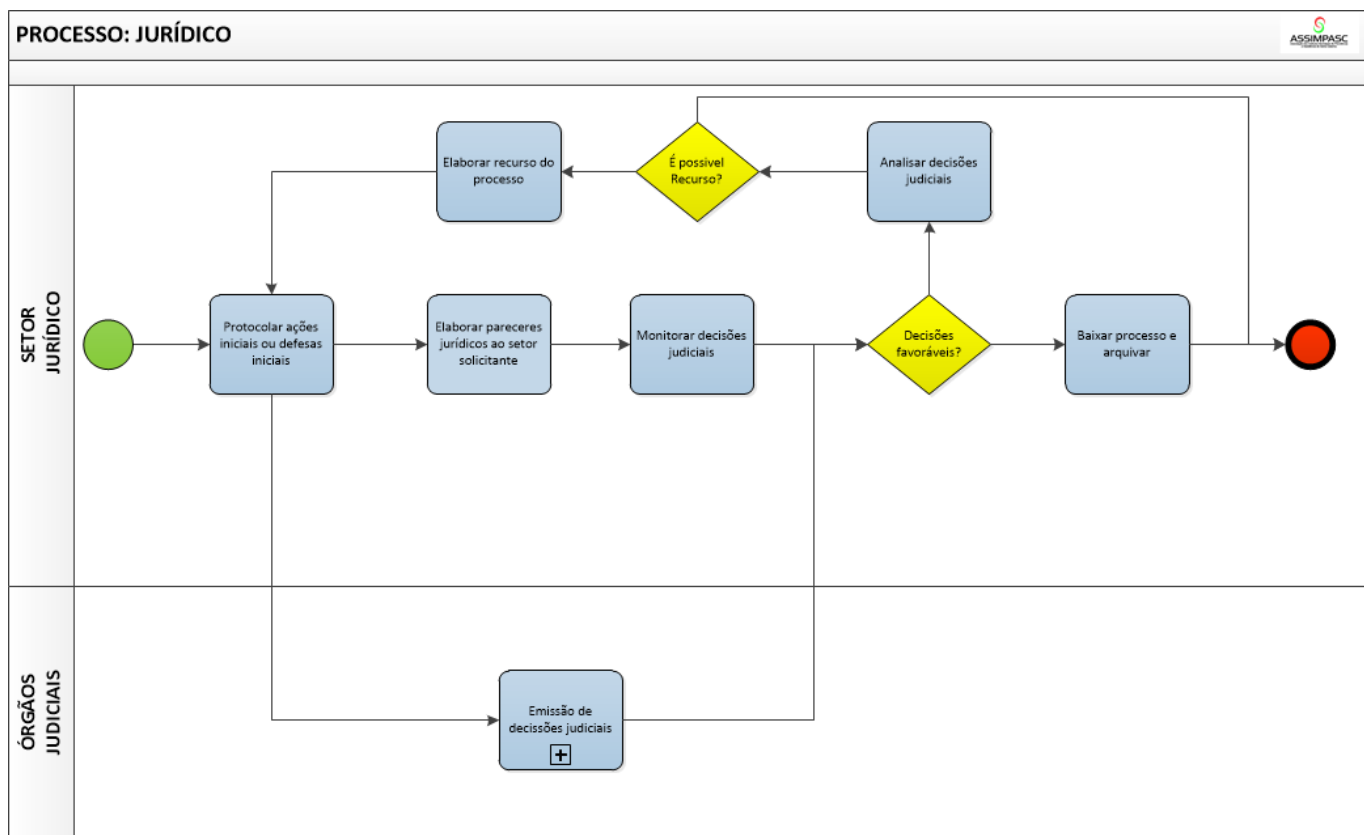 PROCESSO: JURÍDICO
ASSIMPASC
SETOR
JURÍDICO
Elaborar recurso do
processo
É possivel
Recurso?
Analisar decisões
judiciais
Protocolar ações
iniciais ou defesas
iniciais
Elaborar pareceres
jurídicos ao setor
solicitante
Monitorar decisões
judiciais
Decisões
favoráveis?
Baixar processo e
arquivar
ÓRGÃOS
JUDICIAIS
Emissão de
decissões judiciais